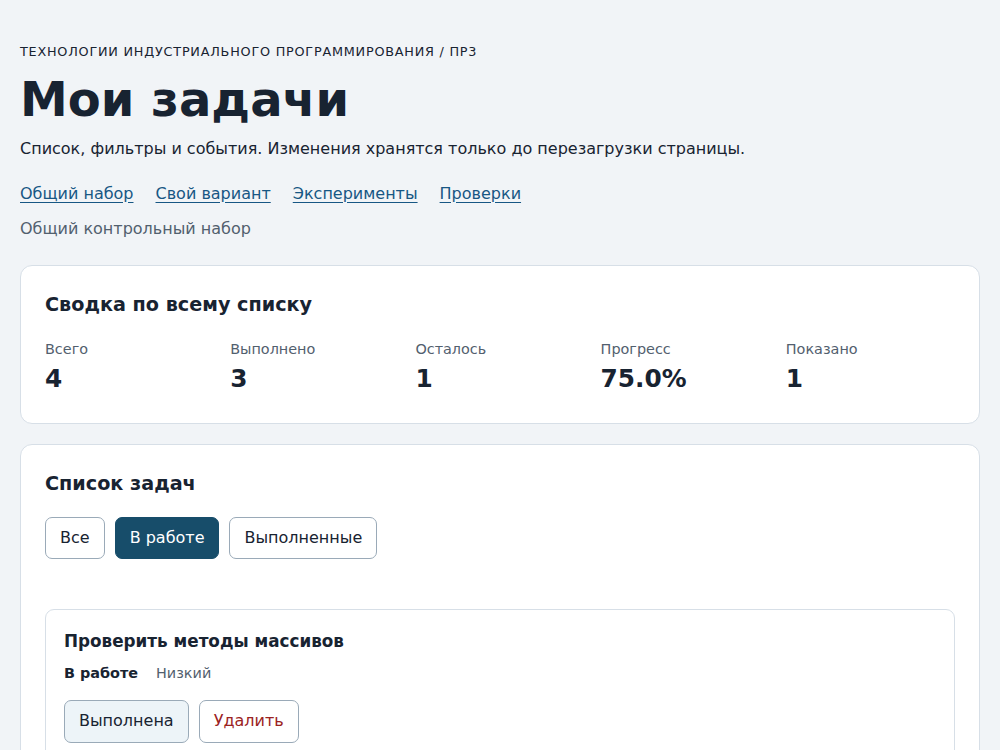 ТЕХНОЛОГИИ ИНДУСТРИАЛЬНОГО ПРОГРАММИРОВАНИЯ / ПР3
Мои задачи
Список, фильтры и события. Изменения хранятся только до перезагрузки страницы.
Общий набор Свой вариант Эксперименты Проверки
Общий контрольный набор
Сводка по всему списку
Всего Выполнено Осталось Прогресс Показано
4 3 1 75.0% 1
Список задач
Все В работе Выполненные
Проверить методы массивов
В работе Низкий
Выполнена Удалить